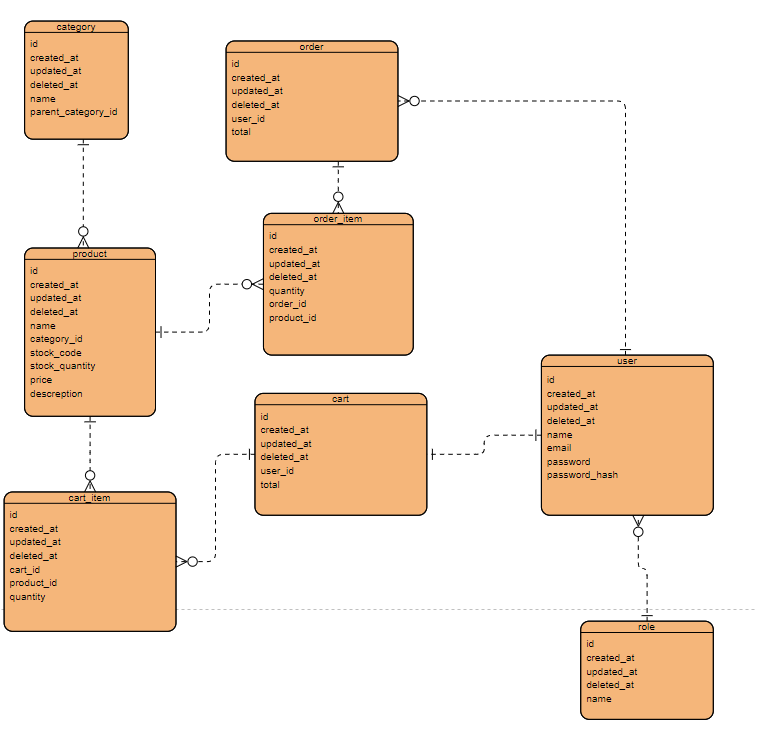 category
id
created_at
updated_at
deleted_at
name
parent_category_id
order
id
created_at
updated_at
deleted_at
user_id
total
order_item
id
created_at
updated_at
deleted_at
quantity
order_id
product_id
product
id
created_at
updated_at
deleted_at
name
category_id
stock_code
stock_quantity
price
descreption
user
id
created_at
updated_at
deleted_at
name
email
password
password_hash
cart
id
created_at
updated_at
deleted_at
user_id
total
cart_item
id
created_at
updated_at
deleted_at
cart_id
product_id
quantity
role
id
created_at
updated_at
deleted_at
name